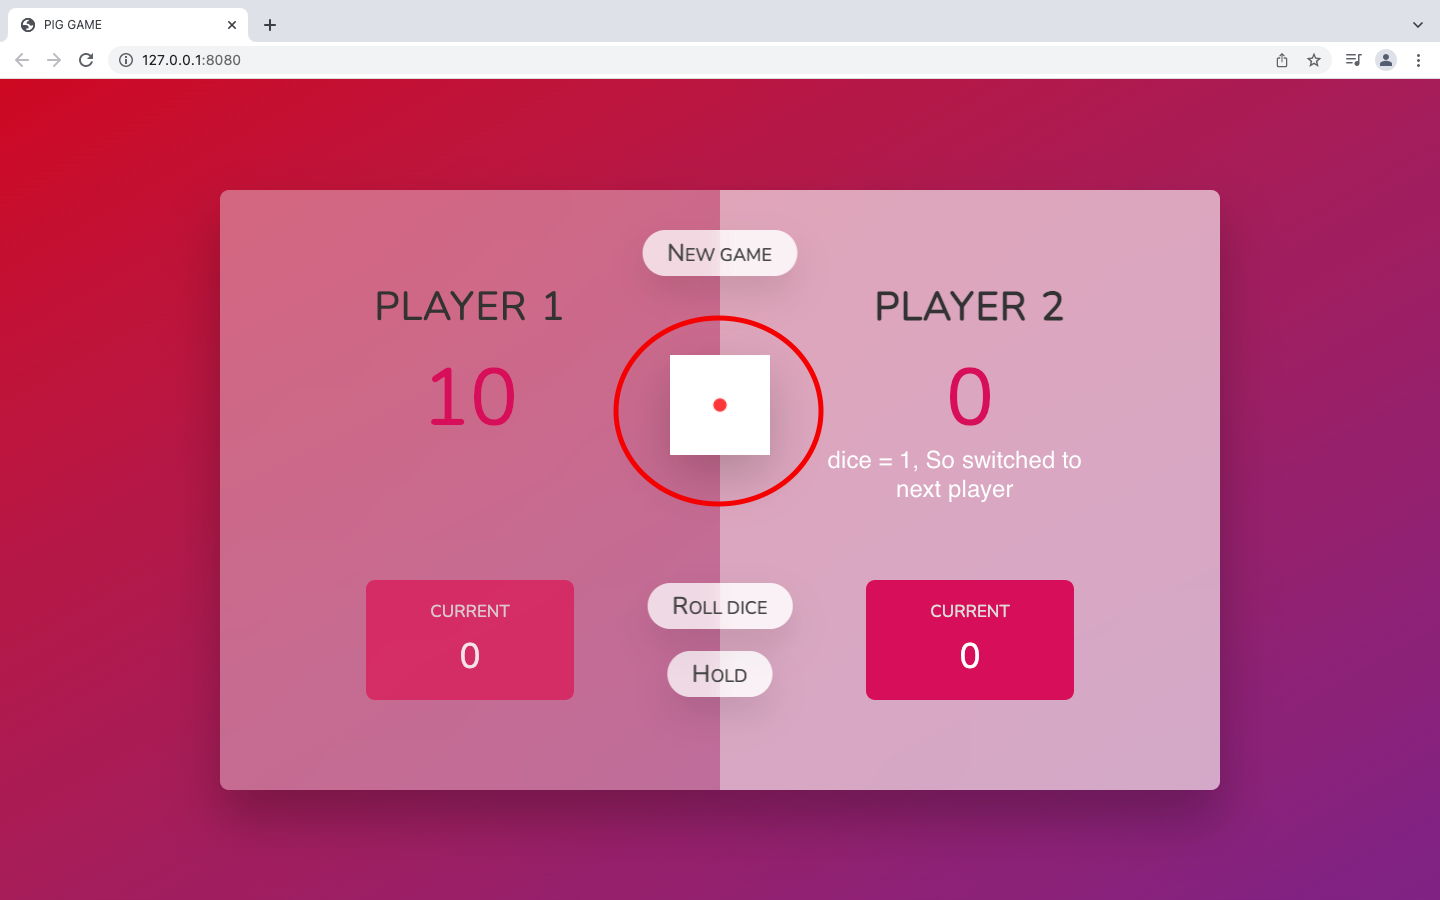 PIG GAME
127.0.0.1:8080
NEW GAME
PLAYER 1
PLAYER 2
10
0
dice = 1, So switched to
next player
CURRENT
0
ROLL DICE
HOLD
CURRENT
0